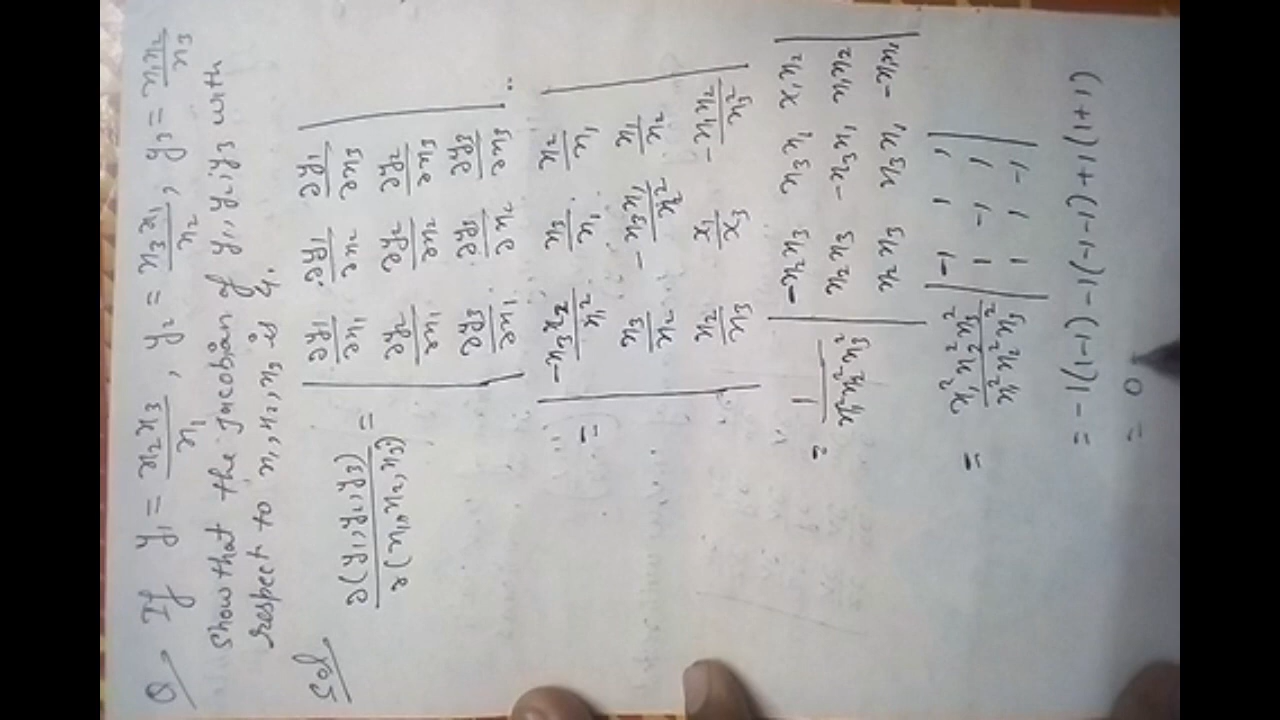 Q. If y₁ = x₂x₃/x₁, y₂ = x₃x₁/x₂, y₃ = x₁x₂/x₃
Show that the Jacobian of y₁, y₂, y₃ with
respect to x₁, x₂, x₃ is 4.
Sol.
∂(y₁, y₂, y₃)/∂(x₁, x₂, x₃) = | ∂y₁/∂x₁ ∂y₁/∂x₂ ∂y₁/∂x₃ |
| ∂y₂/∂x₁ ∂y₂/∂x₂ ∂y₂/∂x₃ |
| ∂y₃/∂x₁ ∂y₃/∂x₂ ∂y₃/∂x₃ |
= | -x₃x₂/x₁² x₃/x₁ x₂/x₁ |
| x₃/x₂ -x₃x₁/x₂² x₁/x₂ |
| x₂/x₃ x₁/x₃ -x₁x₂/x₃² |
= 1/x₁²x₂²x₃² | -x₂x₃ x₃x₁ x₁x₂ |
| x₂x₃ -x₃x₁ x₁x₂ |
| x₂x₃ x₃x₁ -x₁x₂ |
= x₁²x₂²x₃²/x₁²x₂²x₃² | -1 1 1 |
| 1 -1 1 |
| 1 1 -1 |
= -1(1-1) -1(-1-1) +1(1+1)
= 0